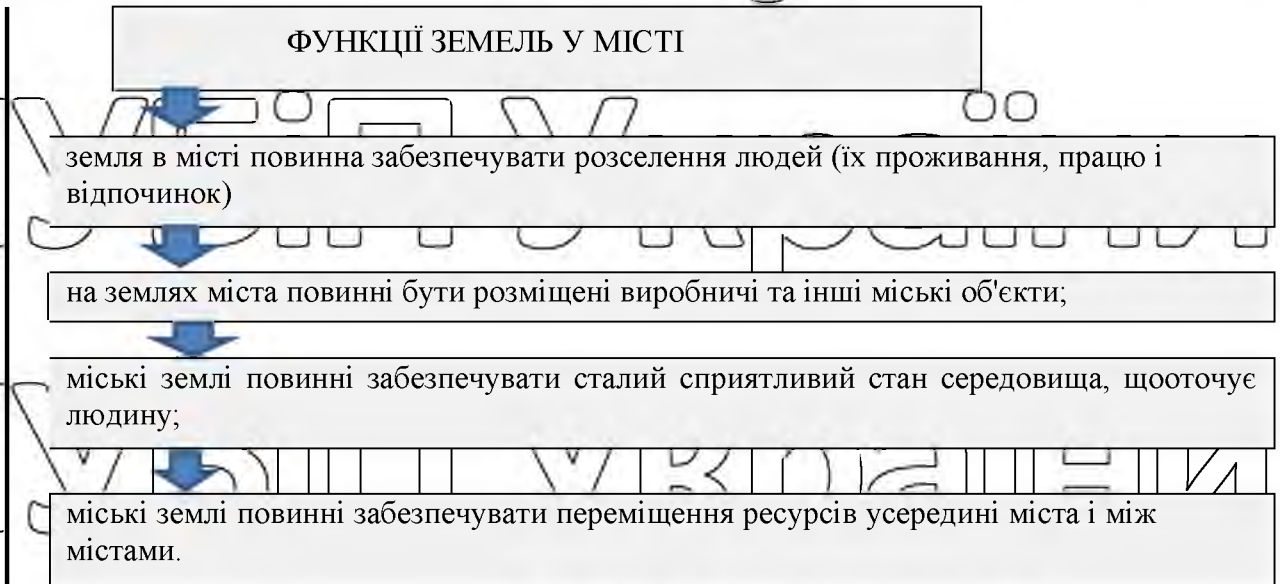 ФУНКЦІЇ ЗЕМЕЛЬ У МІСТІ
земля в місті повинна забезпечувати розселення людей (їх проживання, працю і
відпочинок)
на землях міста повинні бути розміщені виробничі та інші міські об'єкти;
міські землі повинні забезпечувати сталий сприятливий стан середовища, щооточує
людину;
міські землі повинні забезпечувати переміщення ресурсів усередині міста і між
містами.